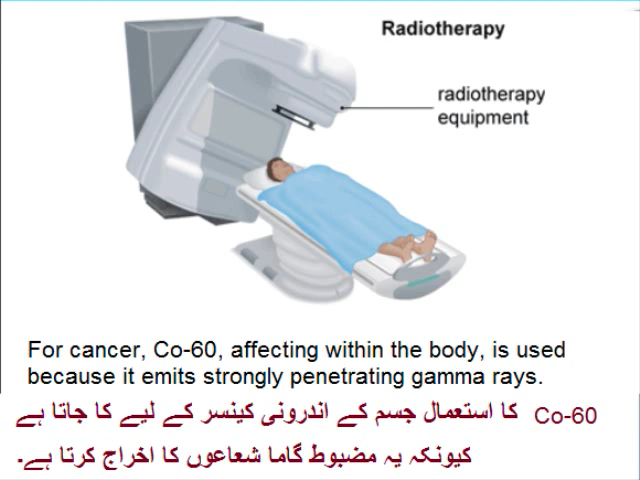 Radiotherapy
radiotherapy
equipment
For cancer, Co-60, affecting within the body, is used
because it emits strongly penetrating gamma rays.
Co-60 کا استعمال جسم کے اندرونی کینسر کے لیے کا جاتا ہے
کیونکہ یہ مضبوط گاما شعاعوں کا اخراج کرتا ہے۔